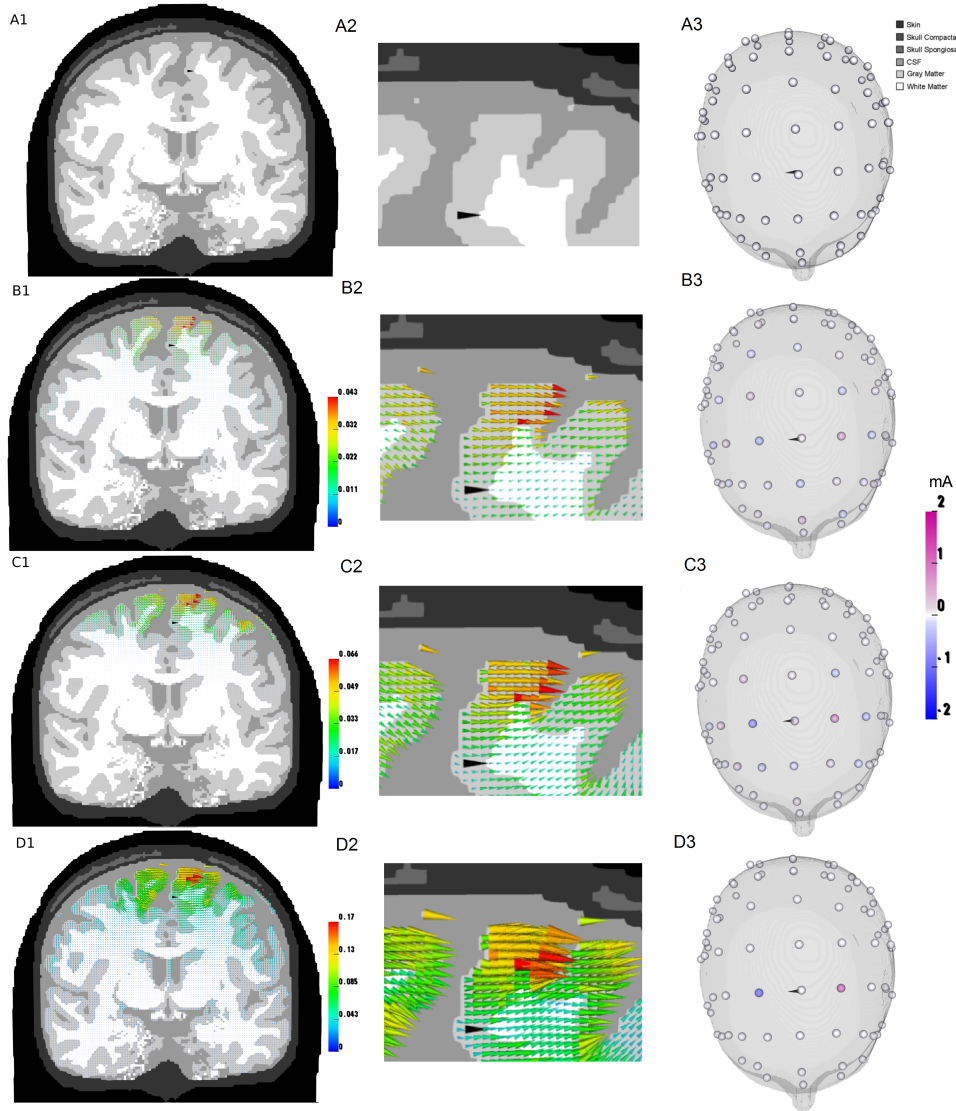 A1
A2
A3
Skin
Skull Compacta
Skull Spongiosa
CSF
Gray Matter
White Matter
B1
B2
B3
0.043
0.032
0.022
0.011
0
mA
2
1
0
-1
-2
C1
C2
C3
0.066
0.049
0.033
0.017
0
D1
D2
D3
0.17
0.13
0.085
0.043
0